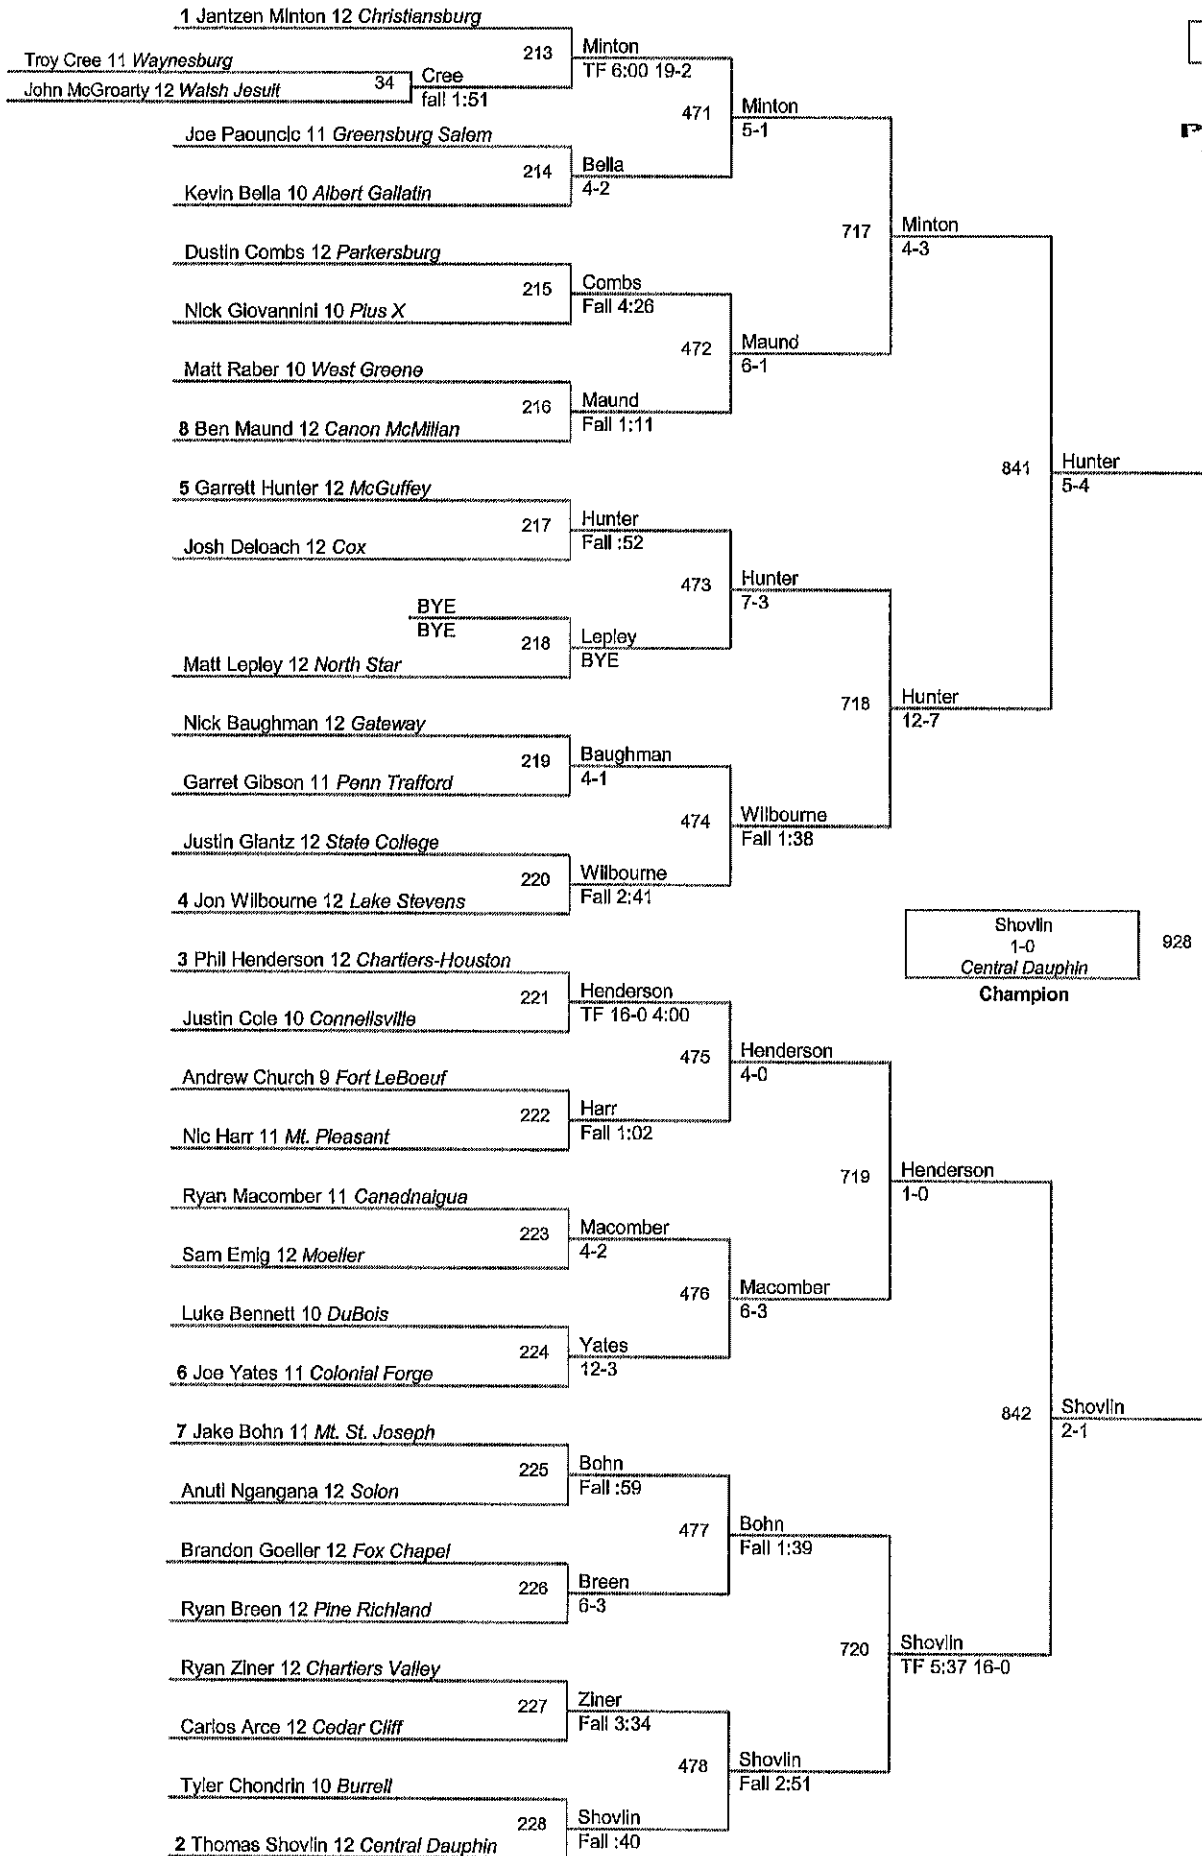 1 Jantzen Minton 12 Christiansburg
213
Minton
TF 6:00 19-2
Troy Cree 11 Waynesburg
34
Cree
fall 1:51
John McGroarty 12 Walsh Jesuit
471
Minton
5-1
Joe Paouncic 11 Greensburg Salem
214
Bella
4-2
Kevin Bella 10 Albert Gallatin
717
Minton
4-3
Dustin Combs 12 Parkersburg
215
Combs
Fall 4:26
Nick Giovannini 10 Pius X
472
Maund
6-1
Matt Raber 10 West Greene
216
Maund
Fall 1:11
8 Ben Maund 12 Canon McMillan
841
Hunter
5-4
5 Garrett Hunter 12 McGuffey
217
Hunter
Fall :52
Josh Deloach 12 Cox
473
Hunter
7-3
BYE
BYE
218
Lepley
BYE
Matt Lepley 12 North Star
718
Hunter
12-7
Nick Baughman 12 Gateway
219
Baughman
4-1
Garret Gibson 11 Penn Trafford
474
Wilbourne
Fall 1:38
Justin Glantz 12 State College
220
Wilbourne
Fall 2:41
4 Jon Wilbourne 12 Lake Stevens
Shovlin
1-0
Central Dauphin
928
Champion
3 Phil Henderson 12 Chartiers-Houston
221
Henderson
TF 16-0 4:00
Justin Cole 10 Connellsville
475
Henderson
4-0
Andrew Church 9 Fort LeBoeuf
222
Harr
Fall 1:02
Nic Harr 11 Mt. Pleasant
719
Henderson
1-0
Ryan Macomber 11 Canadnaigua
223
Macomber
4-2
Sam Emig 12 Moeller
476
Macomber
6-3
Luke Bennett 10 DuBois
224
Yates
12-3
6 Joe Yates 11 Colonial Forge
842
Shovlin
2-1
7 Jake Bohn 11 Mt. St. Joseph
225
Bohn
Fall :59
Anuti Ngangana 12 Solon
477
Bohn
Fall 1:39
Brandon Goeller 12 Fox Chapel
226
Breen
6-3
Ryan Breen 12 Pine Richland
720
Shovlin
TF 5:37 16-0
Ryan Ziner 12 Chartiers Valley
227
Ziner
Fall 3:34
Carlos Arce 12 Cedar Cliff
478
Shovlin
Fall 2:51
Tyler Chondrin 10 Burrell
228
Shovlin
Fall :40
2 Thomas Shovlin 12 Central Dauphin